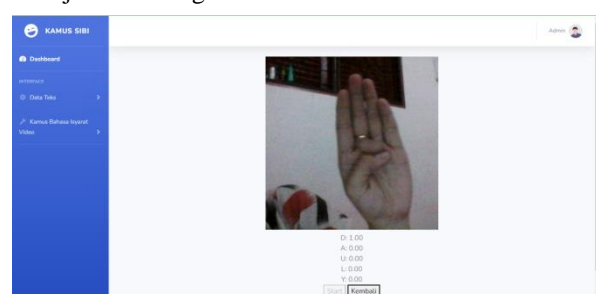 KAMUS SIBI
Admin
Dashboard
INTERFACE
Data Teks
Kamus Bahasa Isyarat
Video
D: 1.00
A: 0.00
U: 0.00
L: 0.00
Y: 0.00
Start Kembali